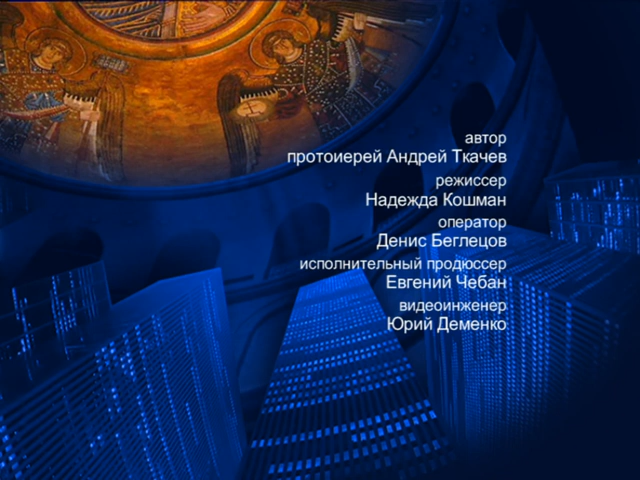 автор
протоиерей Андрей Ткачев
режиссер
Надежда Кошман
оператор
Денис Беглецов
исполнительный продюссер
Евгений Чебан
видеоинженер
Юрий Деменко